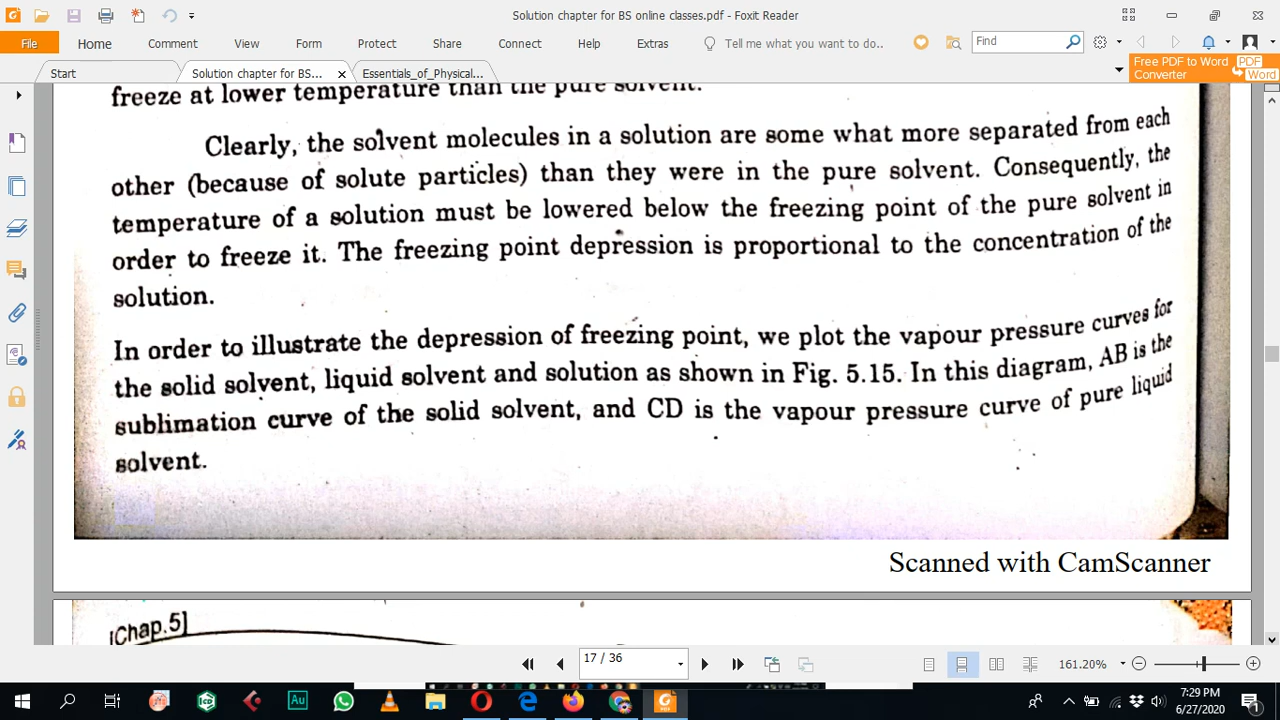 Solution chapter for BS online classes.pdf - Foxit Reader
File Home Comment View Form Protect Share Connect Help Extras Tell me what you want to do.. Find
Free PDF to Word Converter PDF Word
Start Solution chapter for BS... Essentials_of_Physical...
freeze at lower temperature than the pure solvent.
Clearly, the solvent molecules in a solution are some what more separated from each
other (because of solute particles) than they were in the pure solvent. Consequently, the
temperature of a solution must be lowered below the freezing point of the pure solvent in
order to freeze it. The freezing point depression is proportional to the concentration of the
solution.
In order to illustrate the depression of freezing point, we plot the vapour pressure curves for
the solid solvent, liquid solvent and solution as shown in Fig. 5.15. In this diagram, AB is the
sublimation curve of the solid solvent, and CD is the vapour pressure curve of pure liquid
solvent.
Scanned with CamScanner
[Chap.5]
17 / 36
161.20%
Au
7:29 PM
6/27/2020